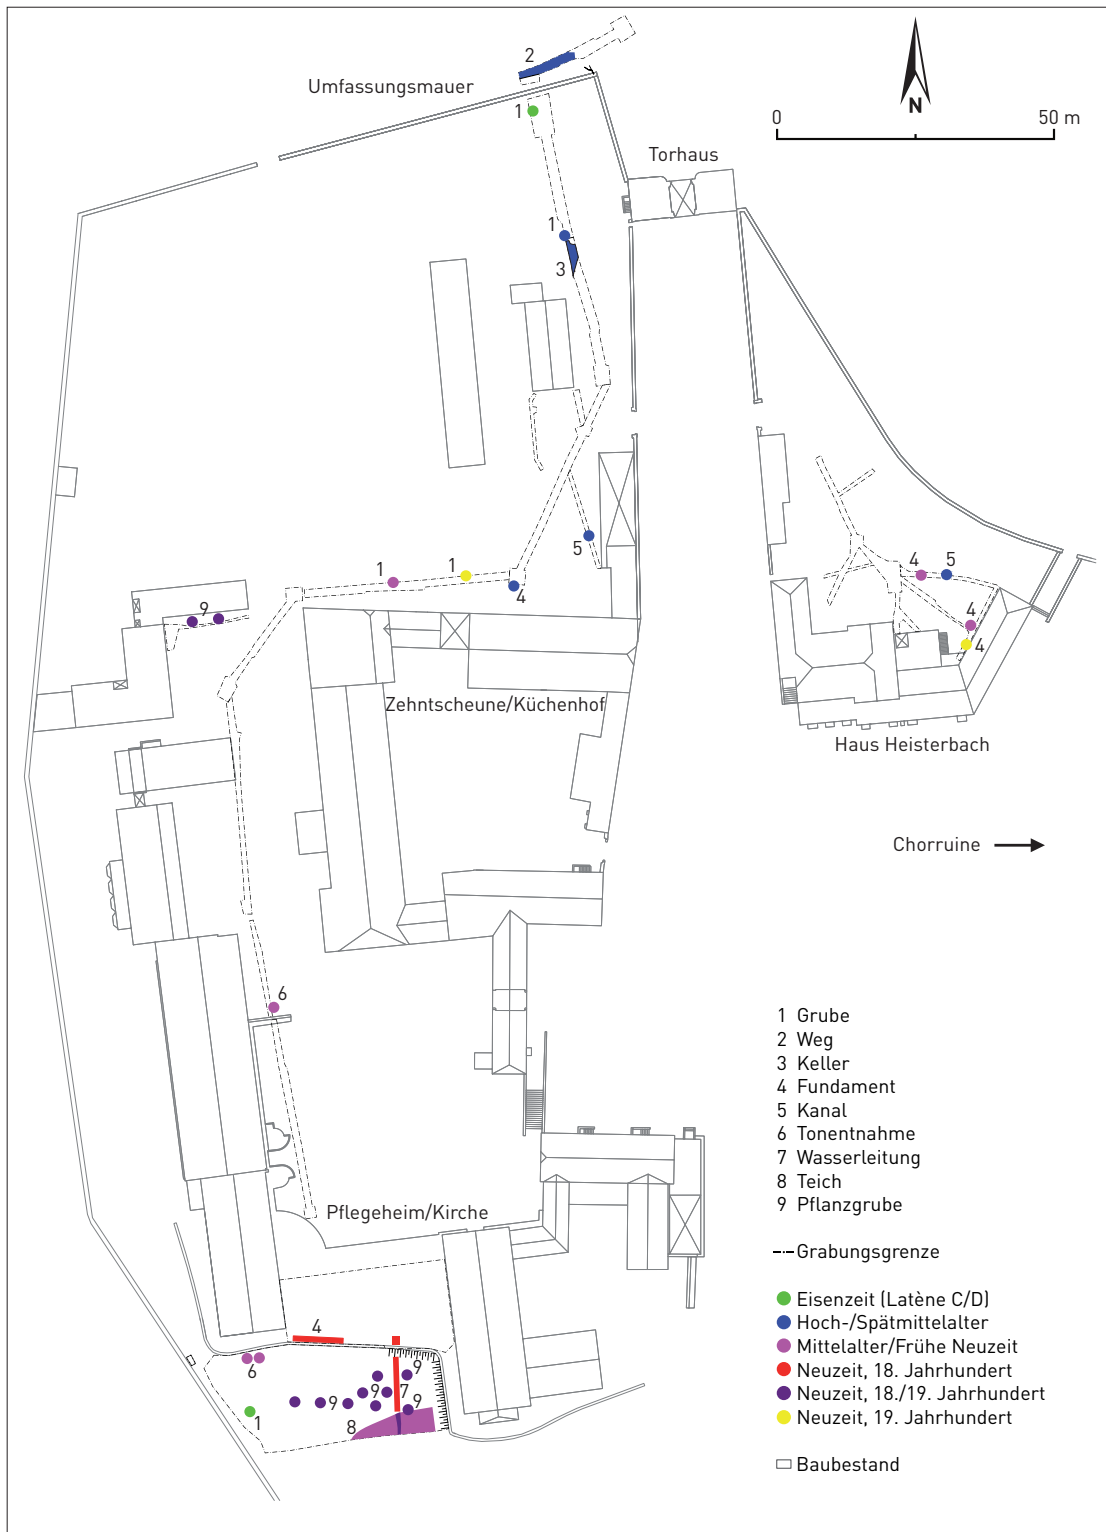 2
Umfassungsmauer
1
N
0 50 m
Torhaus
1
3
5
1
1
4
9
4
5
4
4
Zehntscheune/Küchenhof
Haus Heisterbach
Chorruine
6
1 Grube
2 Weg
3 Keller
4 Fundament
5 Kanal
6 Tonentnahme
7 Wasserleitung
8 Teich
9 Pflanzgrube
Pflegeheim/Kirche
Grabungsgrenze
Eisenzeit (Latène C/D)
Hoch-/Spätmittelalter
Mittelalter/Frühe Neuzeit
Neuzeit, 18. Jahrhundert
Neuzeit, 18./19. Jahrhundert
Neuzeit, 19. Jahrhundert
Baubestand
4
6
9
9
7
9
9
1
8